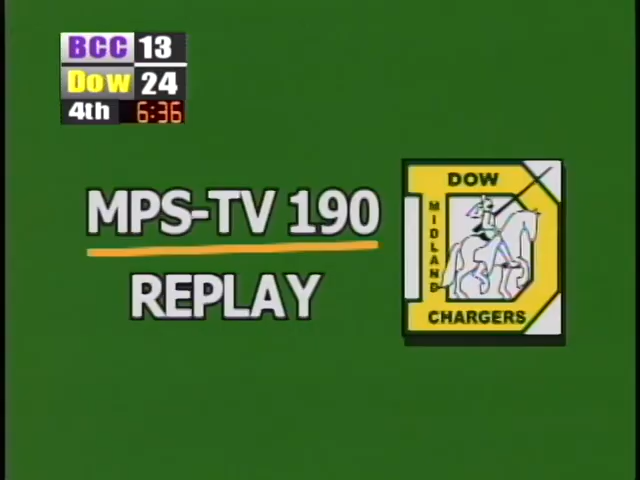 BCC 13
Dow 24
4th 6:36
MPS-TV 190
REPLAY
DOW
MIDLAND
CHARGERS